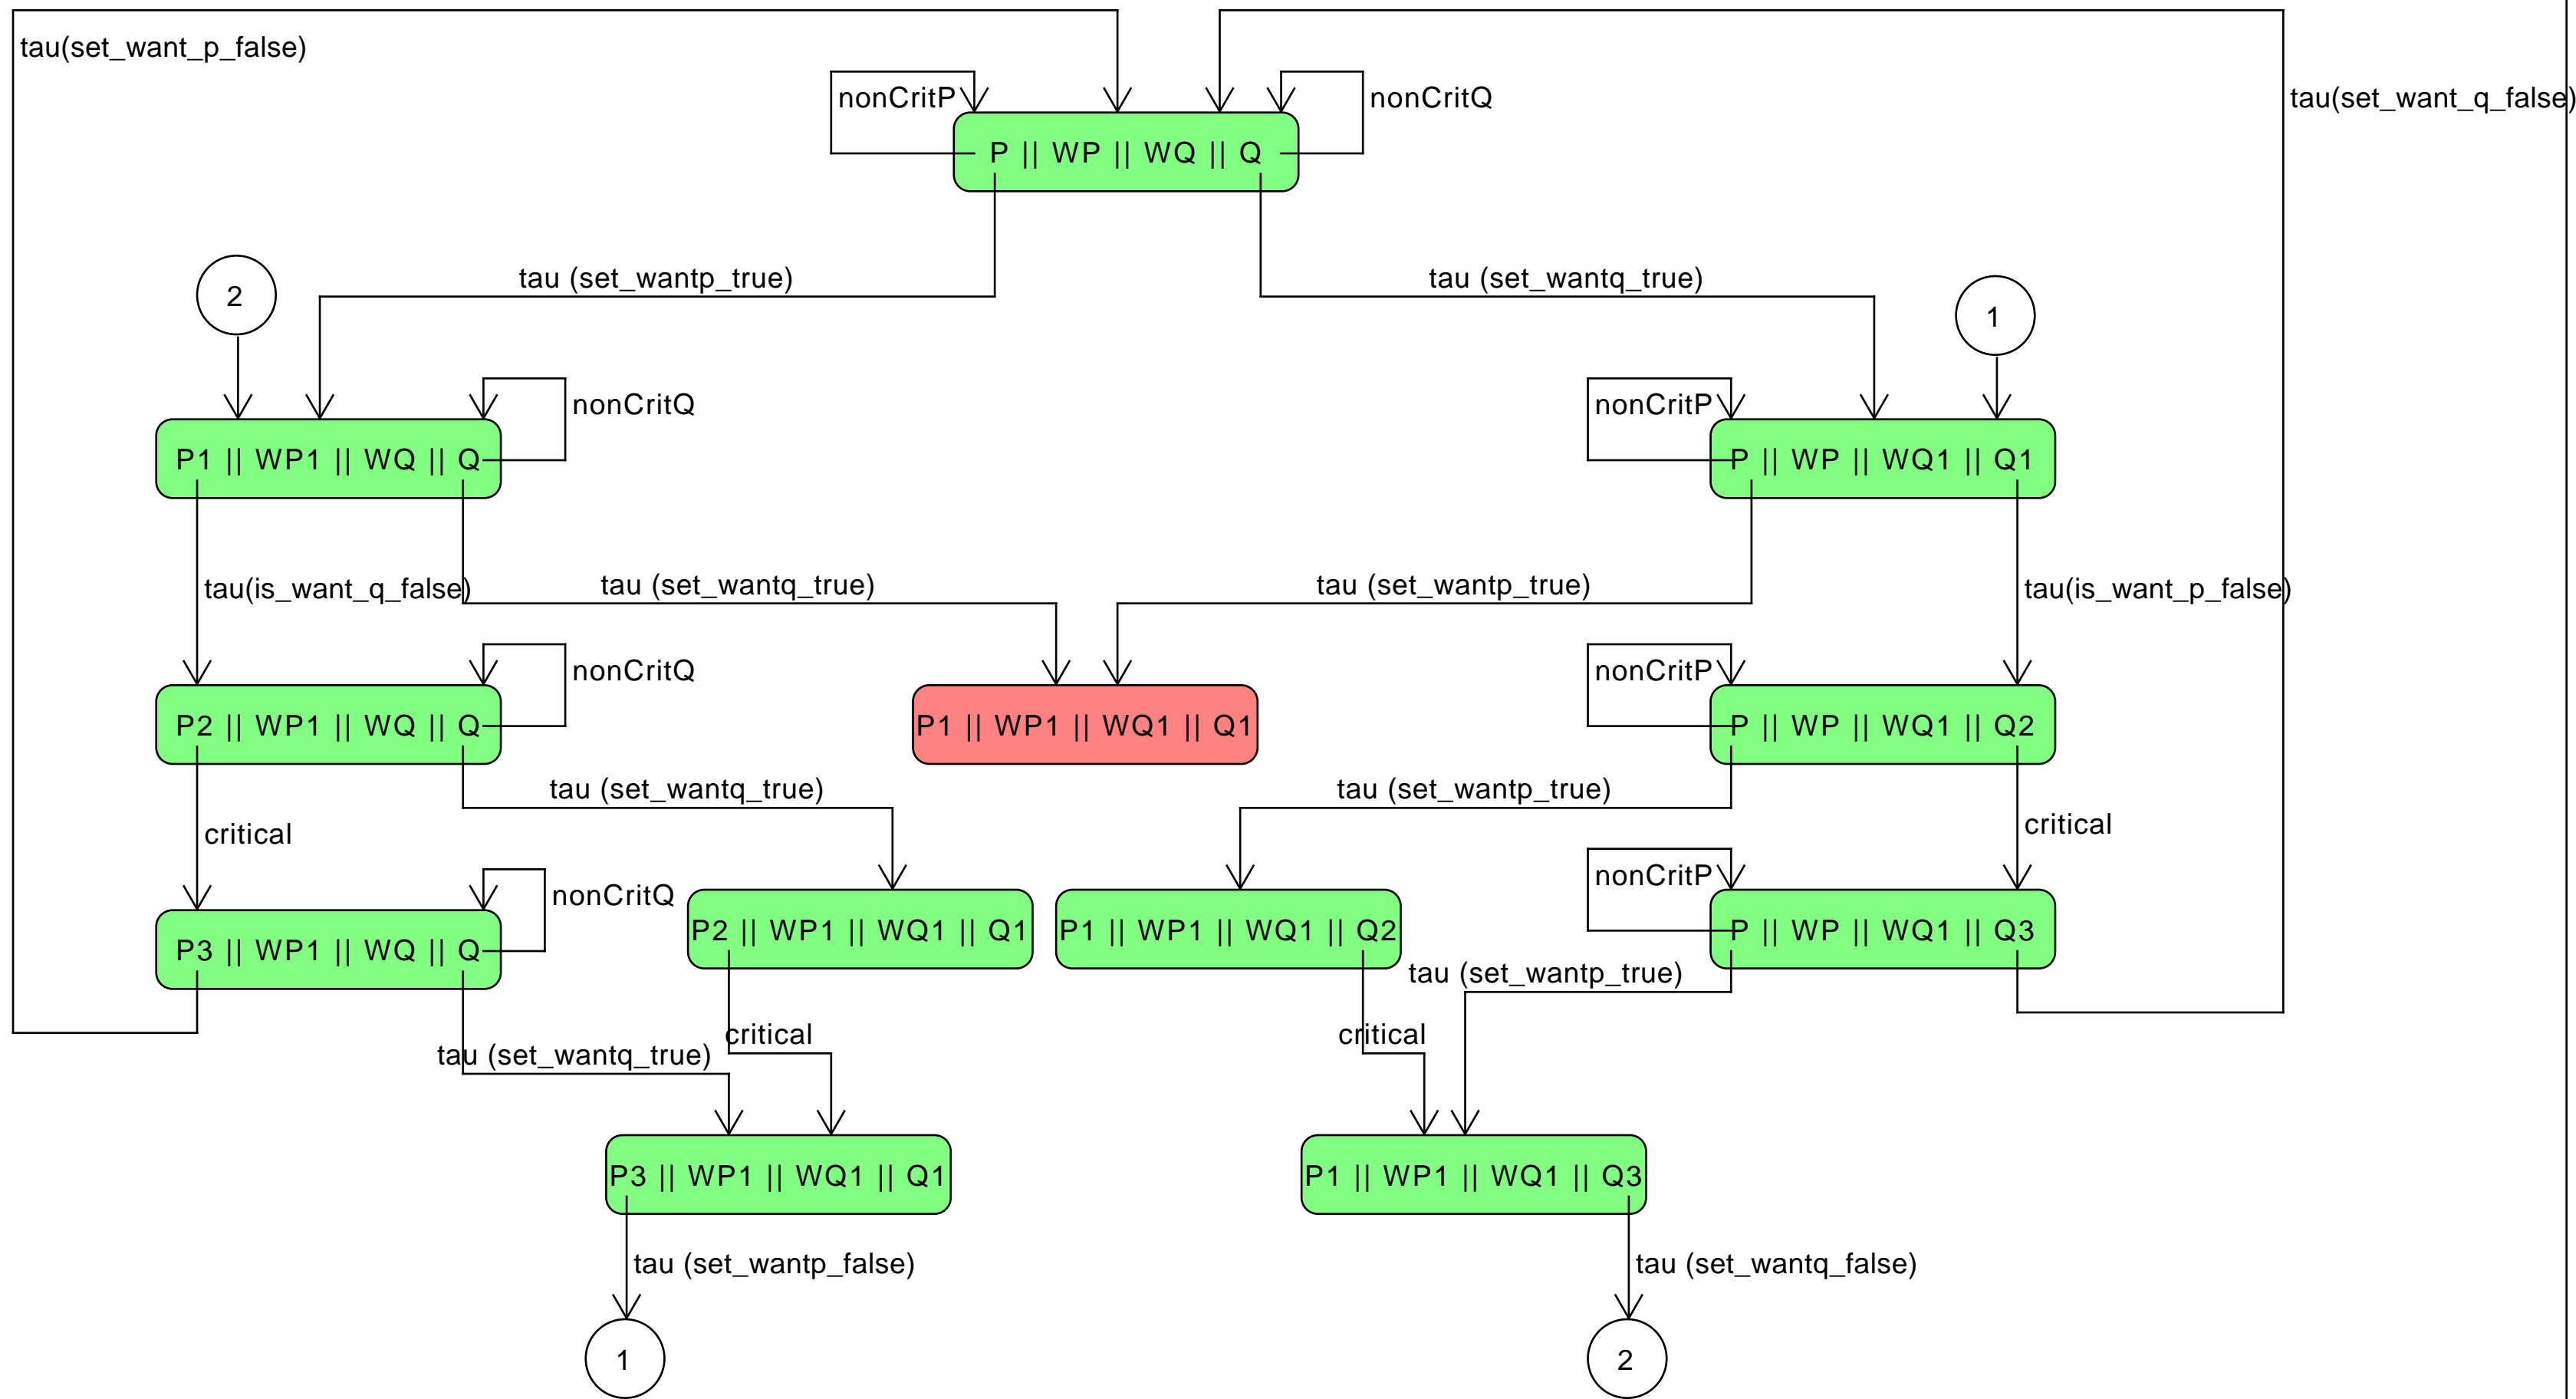 tau(set_want_p_false)
nonCritP
nonCritQ
tau(set_want_q_false)
P || WP || WQ || Q
tau (set_wantp_true)
tau (set_wantq_true)
2
1
nonCritQ
nonCritP
P1 || WP1 || WQ || Q
P || WP || WQ1 || Q1
tau(is_want_q_false)
tau (set_wantq_true)
tau (set_wantp_true)
tau(is_want_p_false)
nonCritQ
nonCritP
P2 || WP1 || WQ || Q
P1 || WP1 || WQ1 || Q1
P || WP || WQ1 || Q2
tau (set_wantq_true)
tau (set_wantp_true)
critical
critical
nonCritQ
nonCritP
P3 || WP1 || WQ || Q
P2 || WP1 || WQ1 || Q1
P1 || WP1 || WQ1 || Q2
P || WP || WQ1 || Q3
tau (set_wantp_true)
tau (set_wantq_true)
critical
critical
P3 || WP1 || WQ1 || Q1
P1 || WP1 || WQ1 || Q3
tau (set_wantp_false)
tau (set_wantq_false)
1
2